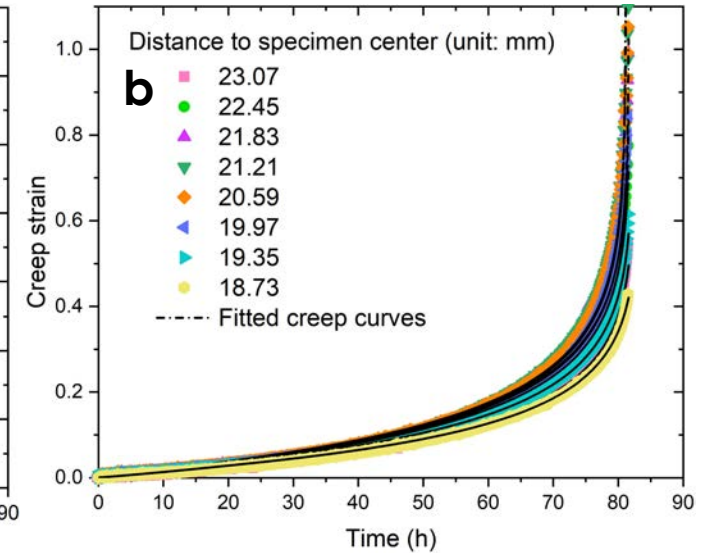 Distance to specimen center (unit: mm)
b
23.07
22.45
21.83
21.21
20.59
19.97
19.35
18.73
Fitted creep curves
Creep strain
1.0
0.8
0.6
0.4
0.2
0.0
90
0 10 20 30 40 50 60 70 80 90
Time (h)